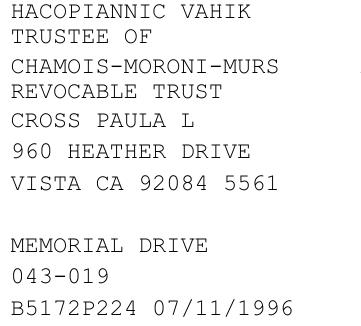 HACOPIANNIC VAHIK
TRUSTEE OF
CHAMOIS-MORONI-MURS
REVOCABLE TRUST
CROSS PAULA L
960 HEATHER DRIVE
VISTA CA 92084 5561
MEMORIAL DRIVE
043-019
B5172P224 07/11/1996